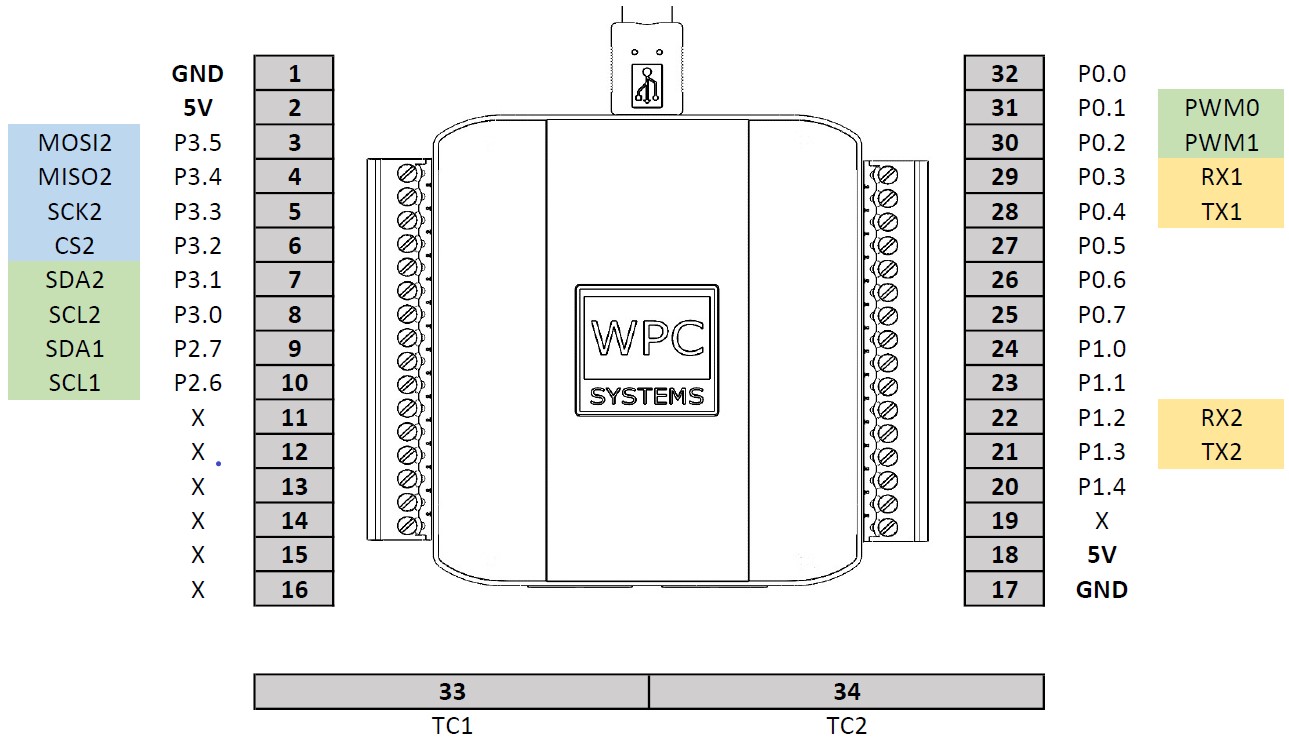 GND 1 32 P0.0
5V 2 31 P0.1 PWM0
MOSI2 P3.5 3 30 P0.2 PWM1
MISO2 P3.4 4 29 P0.3 RX1
SCK2 P3.3 5 28 P0.4 TX1
CS2 P3.2 6 27 P0.5
SDA2 P3.1 7 26 P0.6
SCL2 P3.0 8 25 P0.7
SDA1 P2.7 9 24 P1.0
SCL1 P2.6 10 23 P1.1
X 11 22 P1.2 RX2
X 12 21 P1.3 TX2
X 13 20 P1.4
X 14 19 X
X 15 18 5V
X 16 17 GND
WPC
SYSTEMS
33 34
TC1 TC2